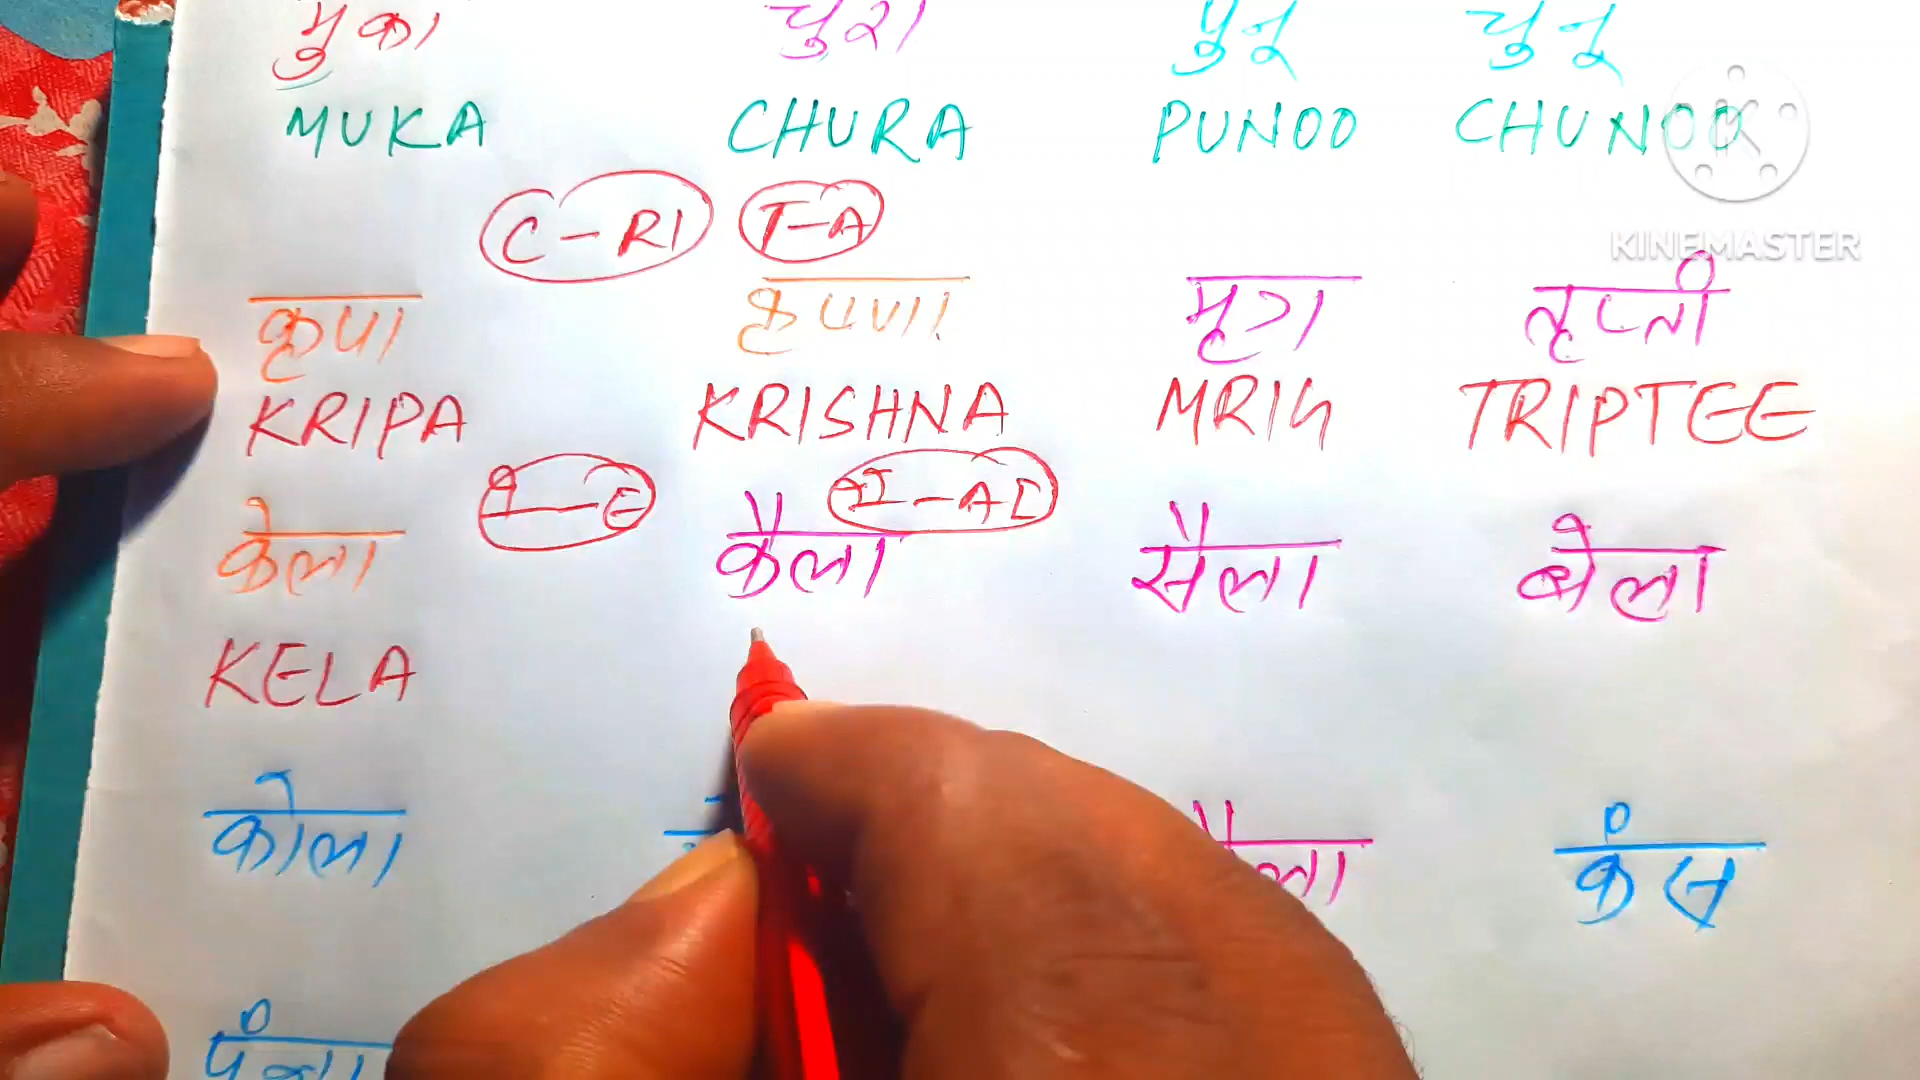 मुका चुरा पुनू चुनू
MUKA CHURA PUNOO CHUNOO
KINEMASTER
C-RI T-A
कृपा कृष्णा मृग तृप्ती
KRIPA KRISHNA MRIG TRIPTEE
े-E ै-AI
केला कैला सैला बेला
KELA
कोला कंस